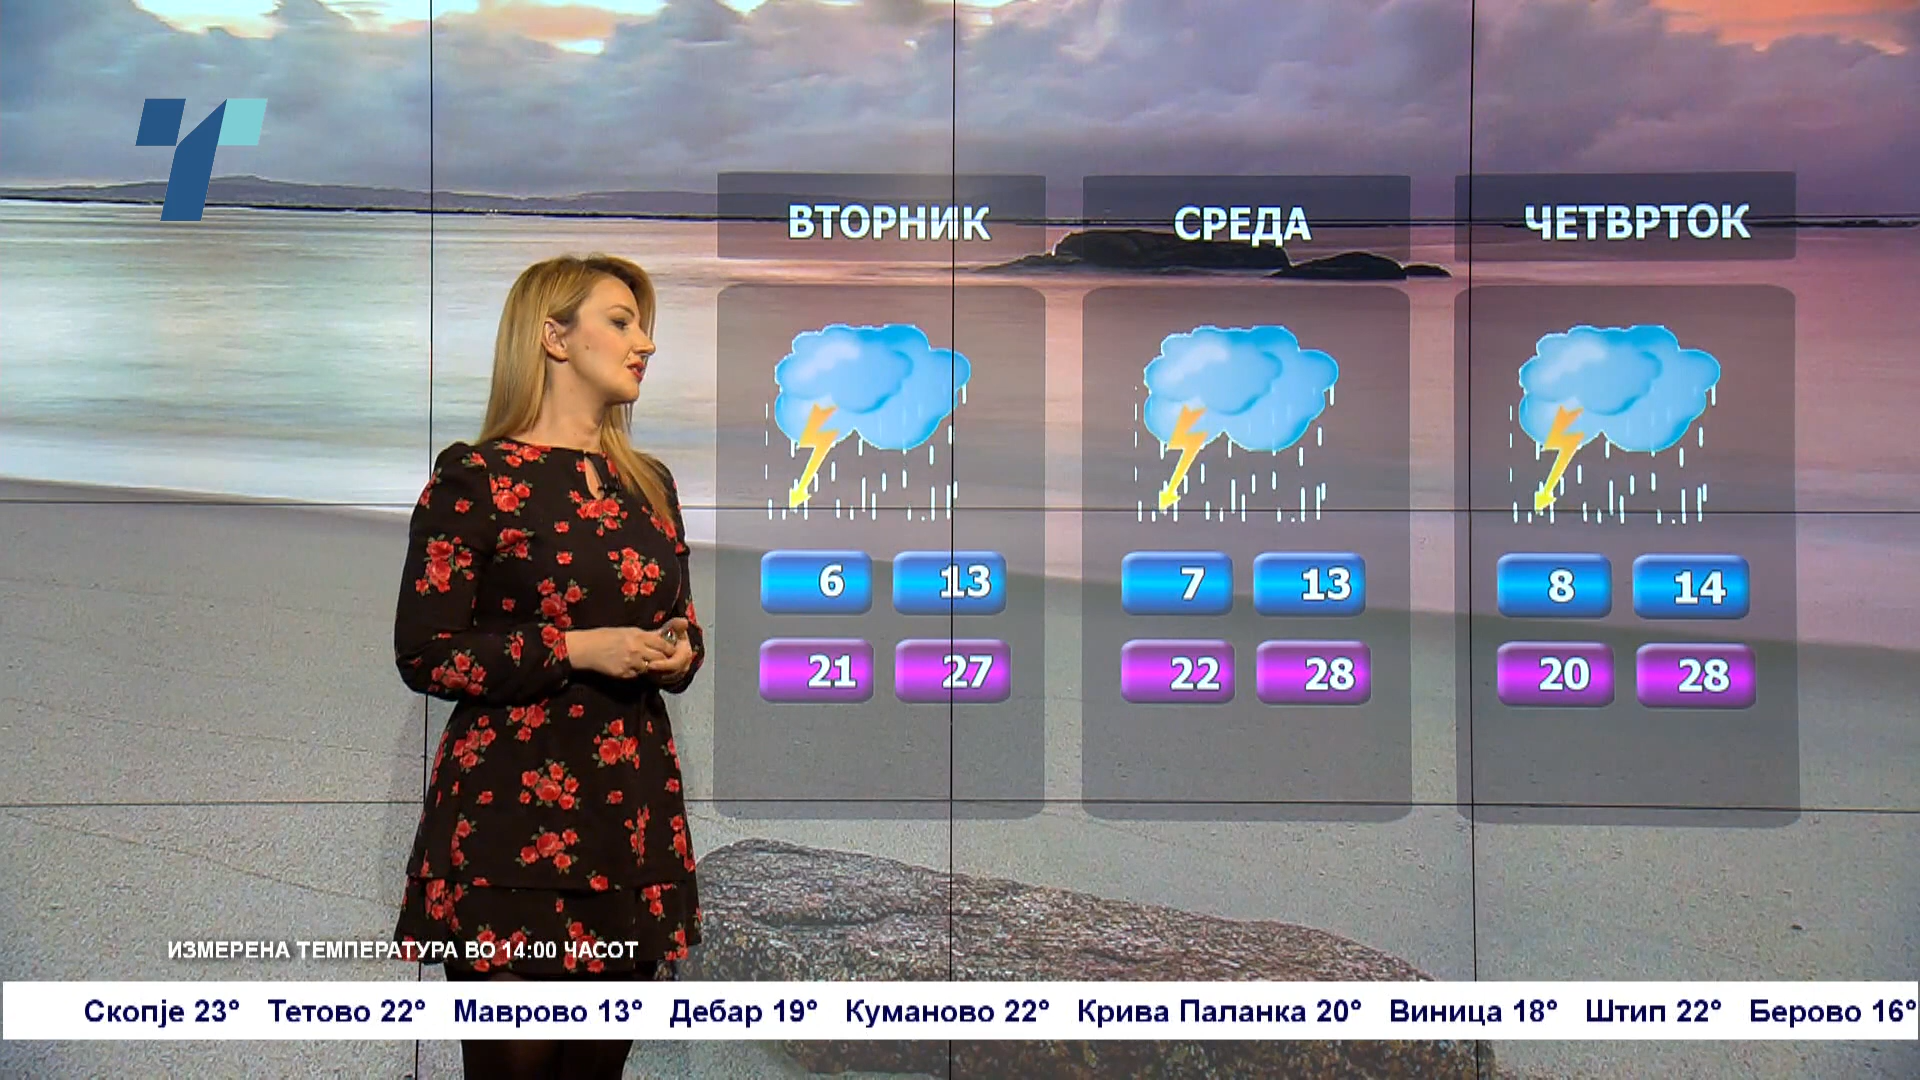 ВТОРНИК СРЕДА ЧЕТВРТОК
6 13 7 13 8 14
21 27 22 28 20 28
ИЗМЕРЕНА ТЕМПЕРАТУРА ВО 14:00 ЧАСОТ
Скопје 23° Тетово 22° Маврово 13° Дебар 19° Куманово 22° Крива Паланка 20° Виница 18° Штип 22° Берово 16°